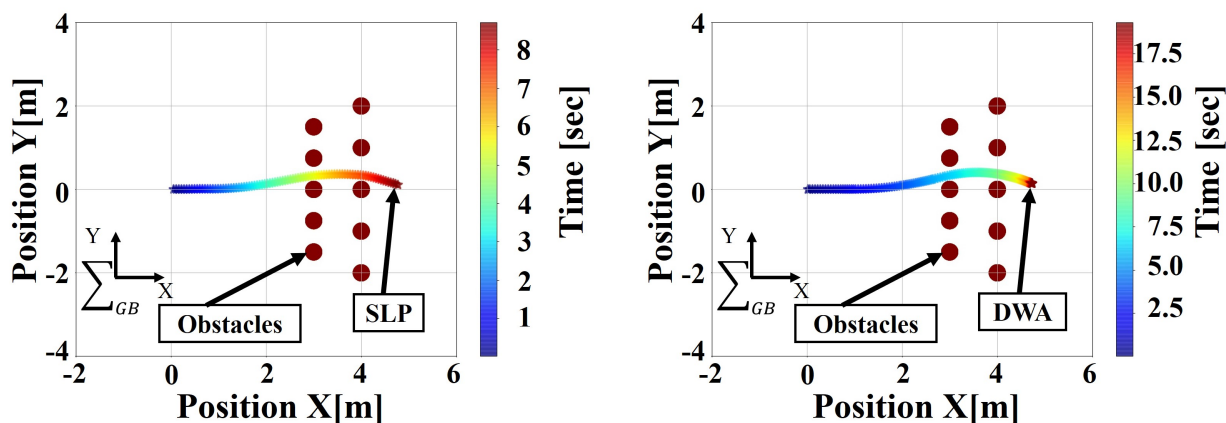 4
2
0
-2
-4
-2
0
2
4
6
Position Y[m]
Position X[m]
Y
X
∑GB
Obstacles
SLP
8
7
6
5
4
3
2
1
Time [sec]
4
2
0
-2
-4
-2
0
2
4
6
Position Y[m]
Position X[m]
Y
X
∑GB
Obstacles
DWA
17.5
15.0
12.5
10.0
7.5
5.0
2.5
Time [sec]